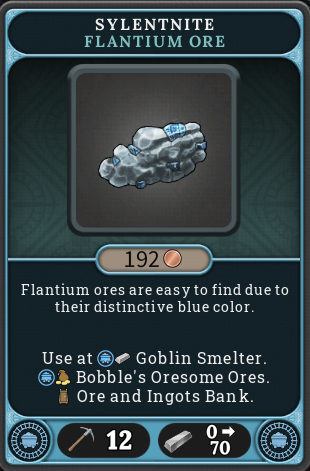 SYLENTNITE
FLANTIUM ORE
192
Flantium ores are easy to find due to
their distinctive blue color.
Use at Goblin Smelter.
Bobble's Oresome Ores.
Ore and Ingots Bank.
12
0➡
70